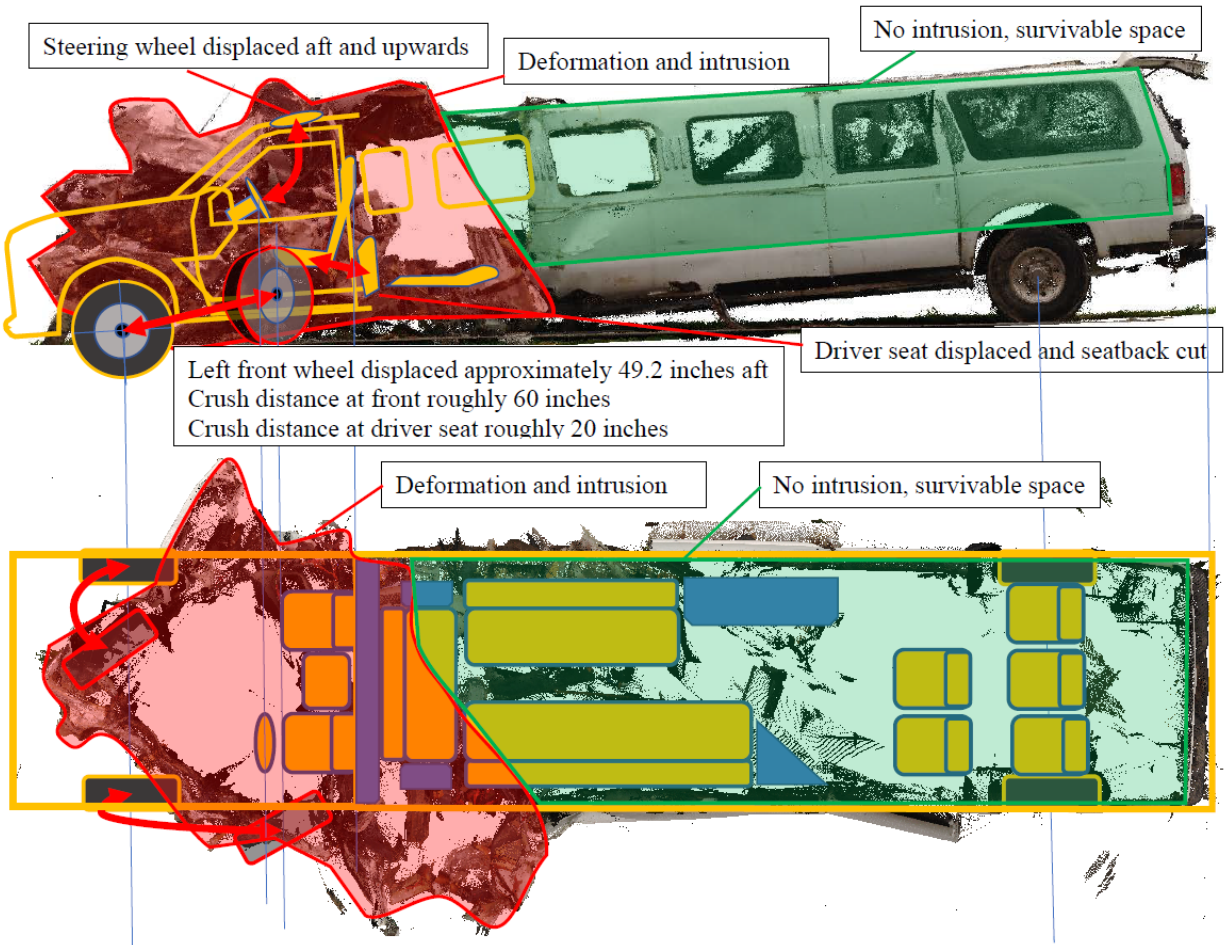 Steering wheel displaced aft and upwards
Deformation and intrusion
No intrusion, survivable space
Driver seat displaced and seatback cut
Left front wheel displaced approximately 49.2 inches aft
Crush distance at front roughly 60 inches
Crush distance at driver seat roughly 20 inches
Deformation and intrusion
No intrusion, survivable space